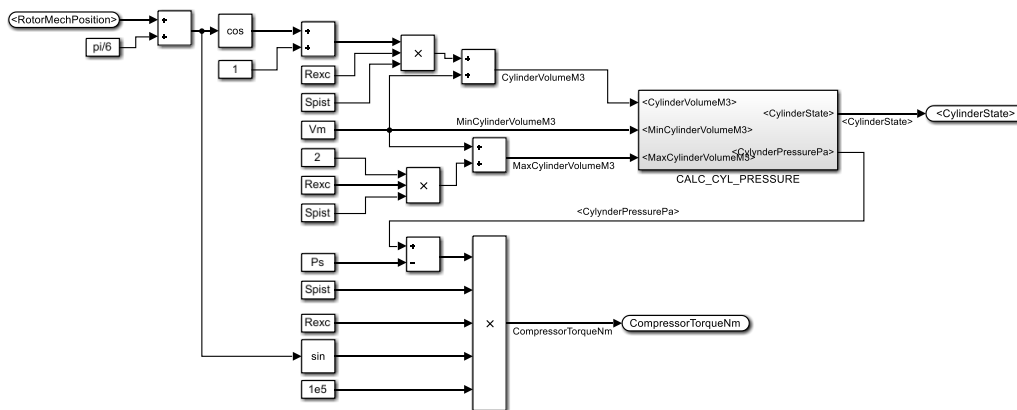 <RotorMechPosition>
pi/6
+
+
cos
1
+
+
Rexc
Spist
×
+
+
CylinderVolumeM3
Vm
MinCylinderVolumeM3
2
Rexc
Spist
×
+
+
MaxCylinderVolumeM3
<CylinderVolumeM3>
<MinCylinderVolumeM3>
<MaxCylinderVolumeM3>
<CylinderState>
<CylynderPressurePa>
CALC_CYL_PRESSURE
<CylinderState>
<CylinderState>
<CylynderPressurePa>
+
−
Ps
Spist
Rexc
sin
1e5
×
CompressorTorqueNm
CompressorTorqueNm